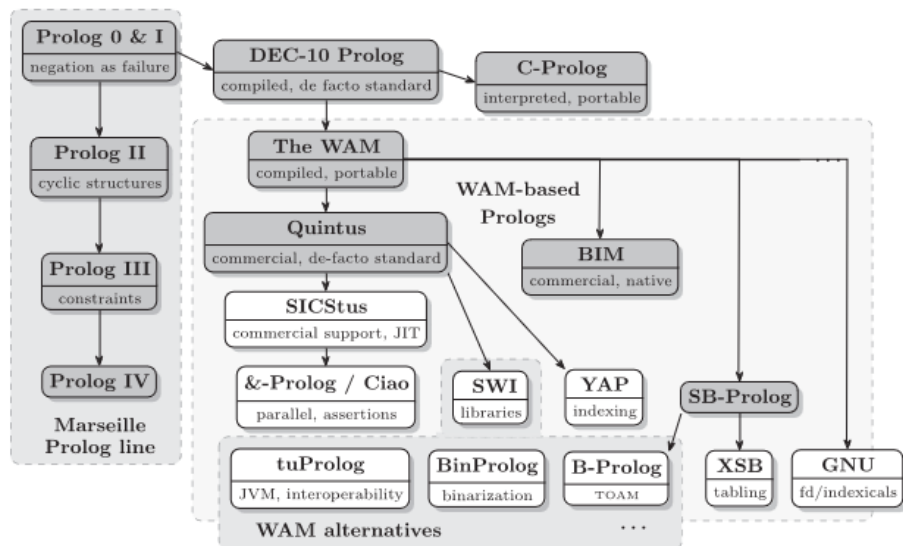 Prolog 0 & I
negation as failure
DEC-10 Prolog
compiled, de facto standard
C-Prolog
interpreted, portable
Prolog II
cyclic structures
The WAM
compiled, portable
...
WAM-based
Prologs
Quintus
commercial, de-facto standard
BIM
commercial, native
Prolog III
constraints
SICStus
commercial support, JIT
Prolog IV
&-Prolog / Ciao
parallel, assertions
SWI
libraries
YAP
indexing
SB-Prolog
Marseille
Prolog line
tuProlog
JVM, interoperability
BinProlog
binarization
B-Prolog
TOAM
XSB
tabling
GNU
fd/indexicals
WAM alternatives
...